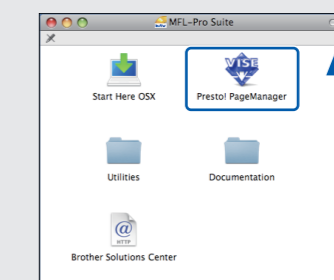 MFL-Pro Suite
Start Here OSX
VISE
Presto! PageManager
Utilities
Documentation
@
HTTP
Brother Solutions Center